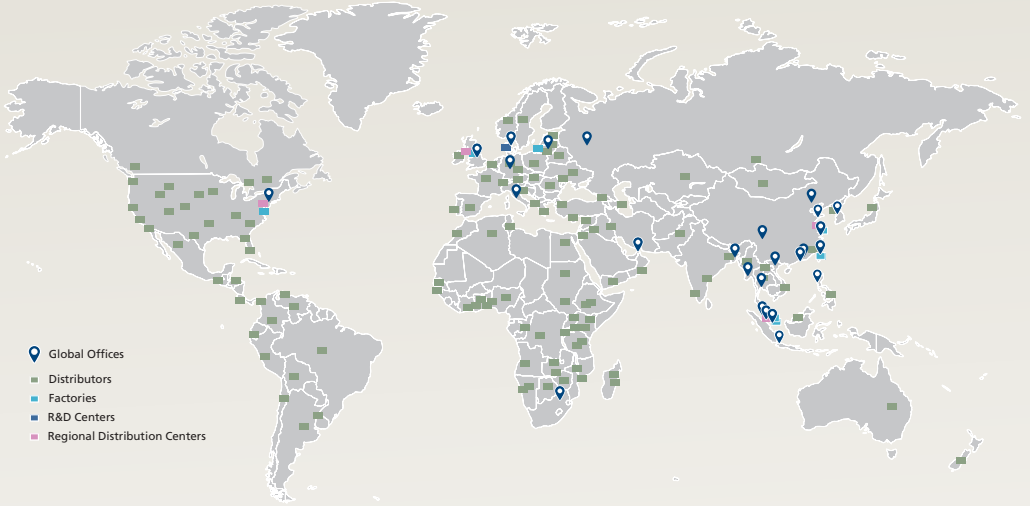 Global Offices
Distributors
Factories
R&D Centers
Regional Distribution Centers